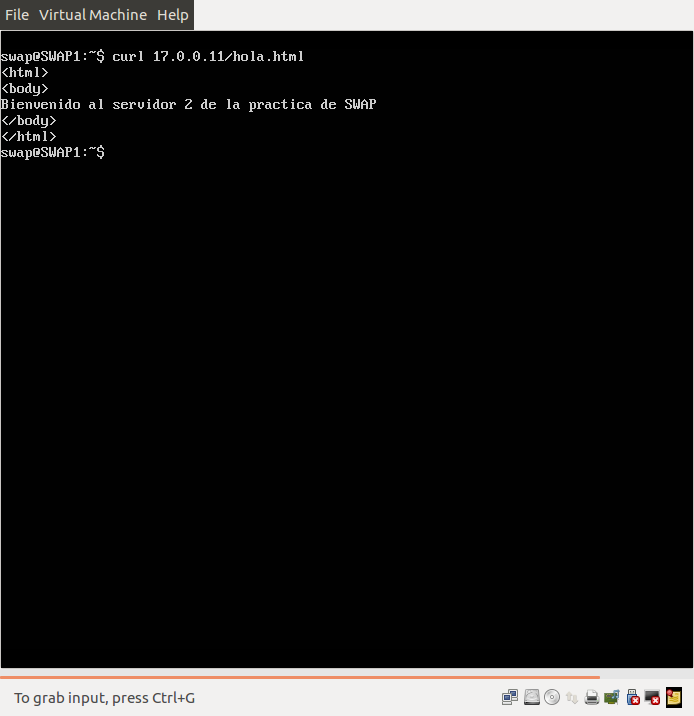 File Virtual Machine Help
swap@SWAP1:~$ curl 17.0.0.11/hola.html
<html>
<body>
Bienvenido al servidor 2 de la practica de SWAP
</body>
</html>
swap@SWAP1:~$
To grab input, press Ctrl+G